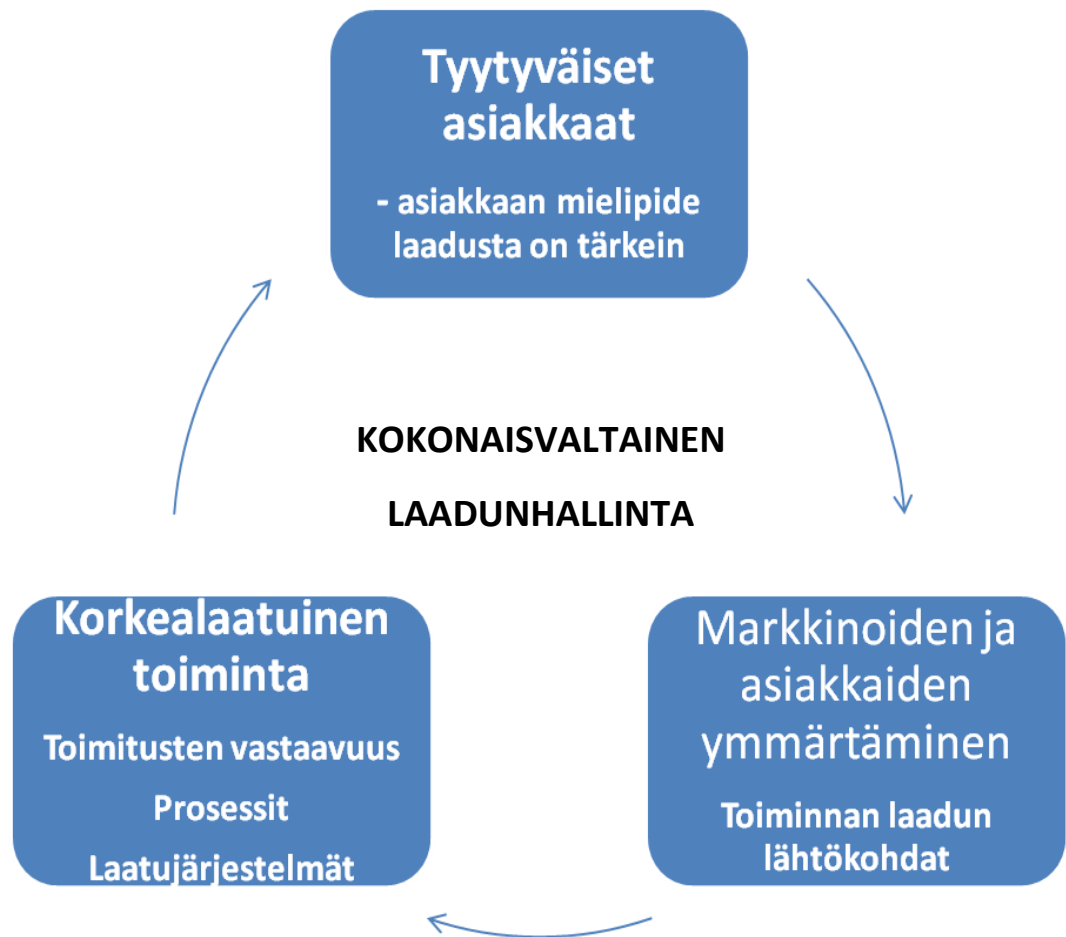 Tyytyväiset
asiakkaat
- asiakkaan mielipide
laadusta on tärkein
KOKONAISVALTAINEN
LAADUNHALLINTA
Korkealaatuinen
toiminta
Toimitusten vastaavuus
Prosessit
Laatujärjestelmät
Markkinoiden ja
asiakkaiden
ymmärtäminen
Toiminnan laadun
lähtökohdat